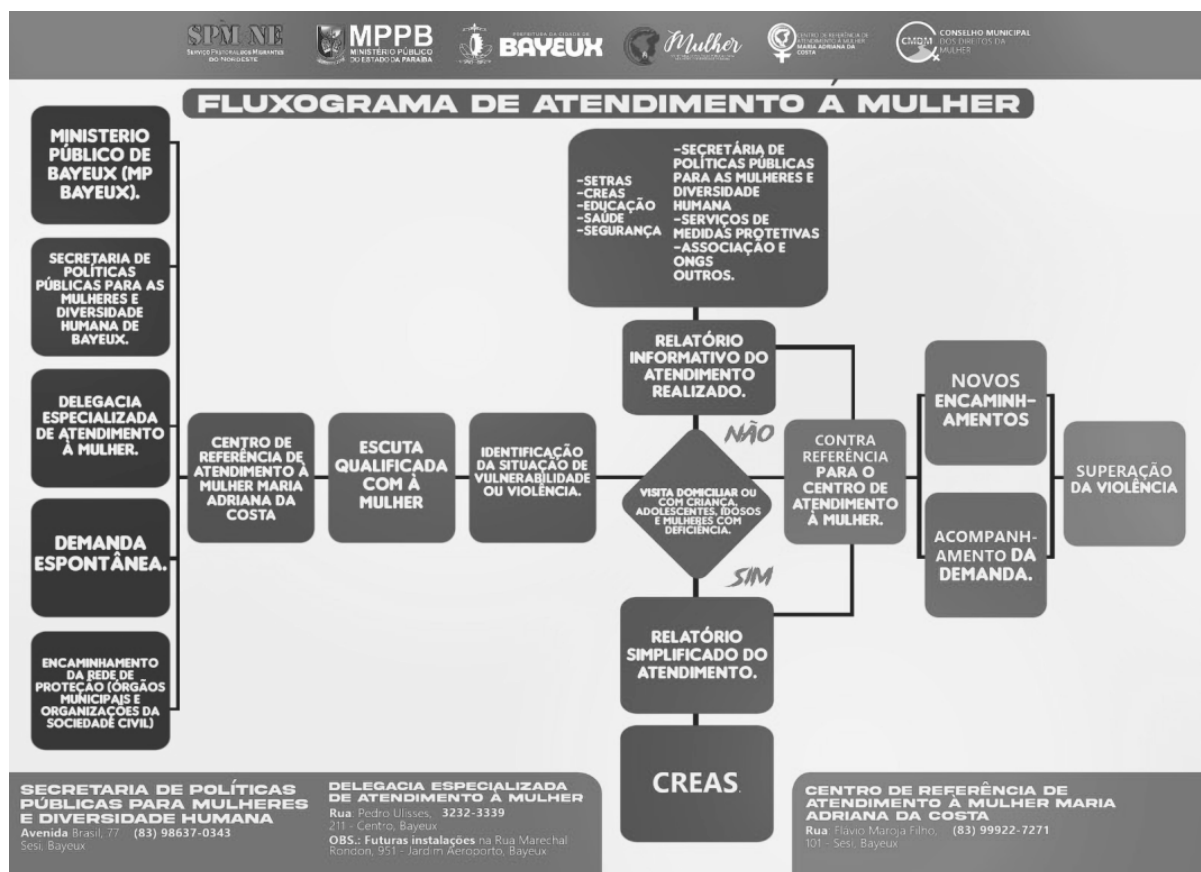 SPM NE
SERVIÇO PASTORAL DOS MIGRANTES
DO NORDESTE
MPPB
MINISTÉRIO PÚBLICO
DO ESTADO DA PARAÍBA
PREFEITURA DA CIDADE DE
BAYEUX
Mulher
CENTRO DE REFERÊNCIA DE
ATENDIMENTO À MULHER
MARIA ADRIANA DA
COSTA
CMDM
CONSELHO MUNICIPAL
DOS DIREITOS DA
MULHER
FLUXOGRAMA DE ATENDIMENTO À MULHER
MINISTERIO
PÚBLICO DE
BAYEUX (MP
BAYEUX).
SECRETARIA DE
POLÍTICAS
PÚBLICAS PARA AS
MULHERES E
DIVERSIDADE
HUMANA DE
BAYEUX.
DELEGACIA
ESPECIALIZADA
DE ATENDIMENTO
À MULHER.
DEMANDA
ESPONTÂNEA.
ENCAMINHAMENTO
DA REDE DE
PROTEÇÃO (ÓRGÃOS
MUNICIPAIS E
ORGANIZAÇÕES DA
SOCIEDADE CIVIL)
CENTRO DE
REFERÊNCIA DE
ATENDIMENTO À
MULHER MARIA
ADRIANA DA
COSTA
ESCUTA
QUALIFICADA
COM À
MULHER
IDENTIFICAÇÃO
DA SITUAÇÃO DE
VULNERABILIDADE
OU VIOLÊNCIA.
-SETRAS
-CREAS
-EDUCAÇÃO
-SAÚDE
-SEGURANÇA
-SECRETÁRIA DE
POLÍTICAS PÚBLICAS
PARA AS MULHERES E
DIVERSIDADE
HUMANA
-SERVIÇOS DE
MEDIDAS PROTETIVAS
-ASSOCIAÇÃO E
ONGS
OUTROS.
RELATÓRIO
INFORMATIVO DO
ATENDIMENTO
REALIZADO.
NÃO
VISITA DOMICILIAR OU
COM CRIANÇA,
ADOLESCENTES, IDOSOS
E MULHERES COM
DEFICIÊNCIA.
SIM
RELATÓRIO
SIMPLIFICADO DO
ATENDIMENTO.
CREAS.
CONTRA
REFERÊNCIA
PARA O
CENTRO DE
ATENDIMENTO
À MULHER.
NOVOS
ENCAMINH-
AMENTOS
ACOMPANH-
AMENTO DA
DEMANDA.
SUPERAÇÃO
DA VIOLÊNCIA
SECRETARIA DE POLÍTICAS
PÚBLICAS PARA MULHERES
E DIVERSIDADE HUMANA
Avenida Brasil, 77 (83) 98637-0343
Sesi, Bayeux
DELEGACIA ESPECIALIZADA
DE ATENDIMENTO À MULHER
Rua: Pedro Ulisses, 3232-3339
211 - Centro, Bayeux
OBS.: Futuras instalações na Rua Marechal
Rondon, 951 - Jardim Aeroporto, Bayeux
CENTRO DE REFERÊNCIA DE
ATENDIMENTO À MULHER MARIA
ADRIANA DA COSTA
Rua: Flávio Maroja Filho, (83) 99922-7271
101 - Sesi, Bayeux